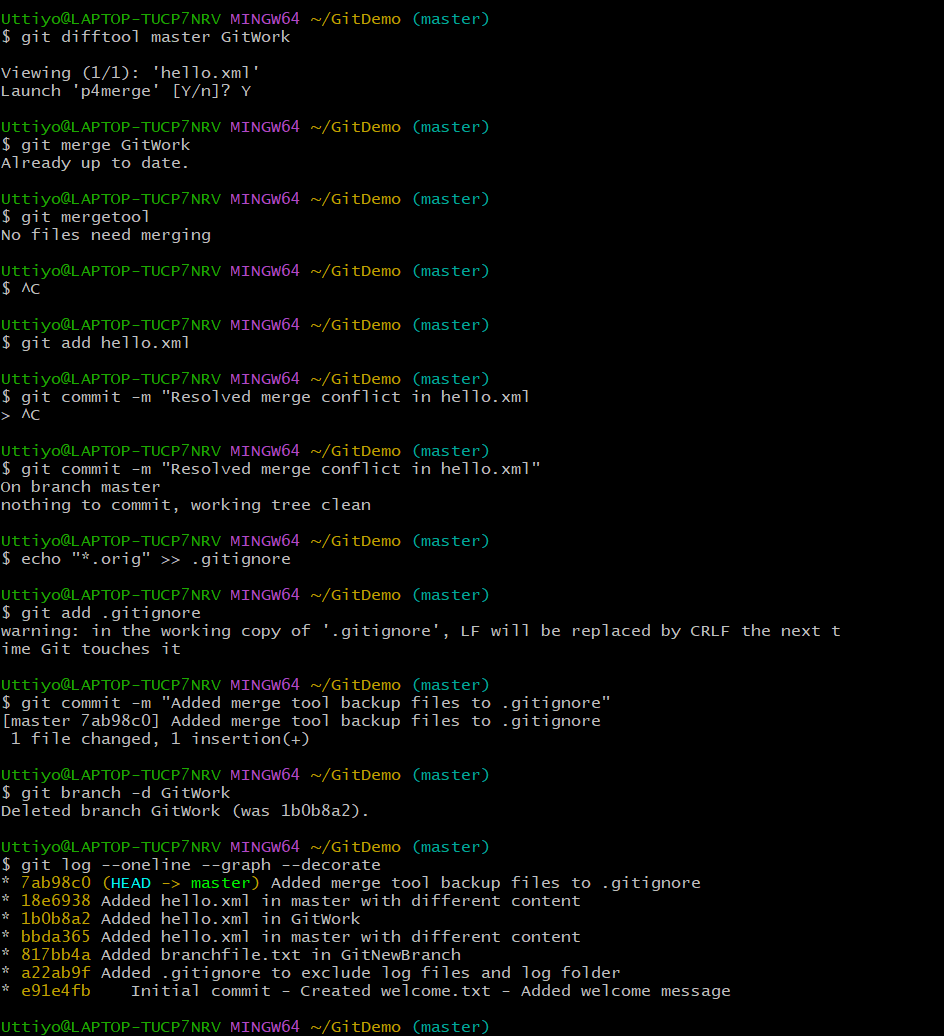 Uttiyo@LAPTOP-TUCP7NRV MINGW64 ~/GitDemo (master)
$ git difftool master GitWork

Viewing (1/1): 'hello.xml'
Launch 'p4merge' [Y/n]? Y

Uttiyo@LAPTOP-TUCP7NRV MINGW64 ~/GitDemo (master)
$ git merge GitWork
Already up to date.

Uttiyo@LAPTOP-TUCP7NRV MINGW64 ~/GitDemo (master)
$ git mergetool
No files need merging

Uttiyo@LAPTOP-TUCP7NRV MINGW64 ~/GitDemo (master)
$ ^C

Uttiyo@LAPTOP-TUCP7NRV MINGW64 ~/GitDemo (master)
$ git add hello.xml

Uttiyo@LAPTOP-TUCP7NRV MINGW64 ~/GitDemo (master)
$ git commit -m "Resolved merge conflict in hello.xml
> ^C

Uttiyo@LAPTOP-TUCP7NRV MINGW64 ~/GitDemo (master)
$ git commit -m "Resolved merge conflict in hello.xml"
On branch master
nothing to commit, working tree clean

Uttiyo@LAPTOP-TUCP7NRV MINGW64 ~/GitDemo (master)
$ echo "*.orig" >> .gitignore

Uttiyo@LAPTOP-TUCP7NRV MINGW64 ~/GitDemo (master)
$ git add .gitignore
warning: in the working copy of '.gitignore', LF will be replaced by CRLF the next t
ime Git touches it

Uttiyo@LAPTOP-TUCP7NRV MINGW64 ~/GitDemo (master)
$ git commit -m "Added merge tool backup files to .gitignore"
[master 7ab98c0] Added merge tool backup files to .gitignore
 1 file changed, 1 insertion(+)

Uttiyo@LAPTOP-TUCP7NRV MINGW64 ~/GitDemo (master)
$ git branch -d GitWork
Deleted branch GitWork (was 1b0b8a2).

Uttiyo@LAPTOP-TUCP7NRV MINGW64 ~/GitDemo (master)
$ git log --oneline --graph --decorate
* 7ab98c0 (HEAD -> master) Added merge tool backup files to .gitignore
* 18e6938 Added hello.xml in master with different content
* 1b0b8a2 Added hello.xml in GitWork
* bbda365 Added hello.xml in master with different content
* 817bb4a Added branchfile.txt in GitNewBranch
* a22ab9f Added .gitignore to exclude log files and log folder
* e91e4fb    Initial commit - Created welcome.txt - Added welcome message

Uttiyo@LAPTOP-TUCP7NRV MINGW64 ~/GitDemo (master)